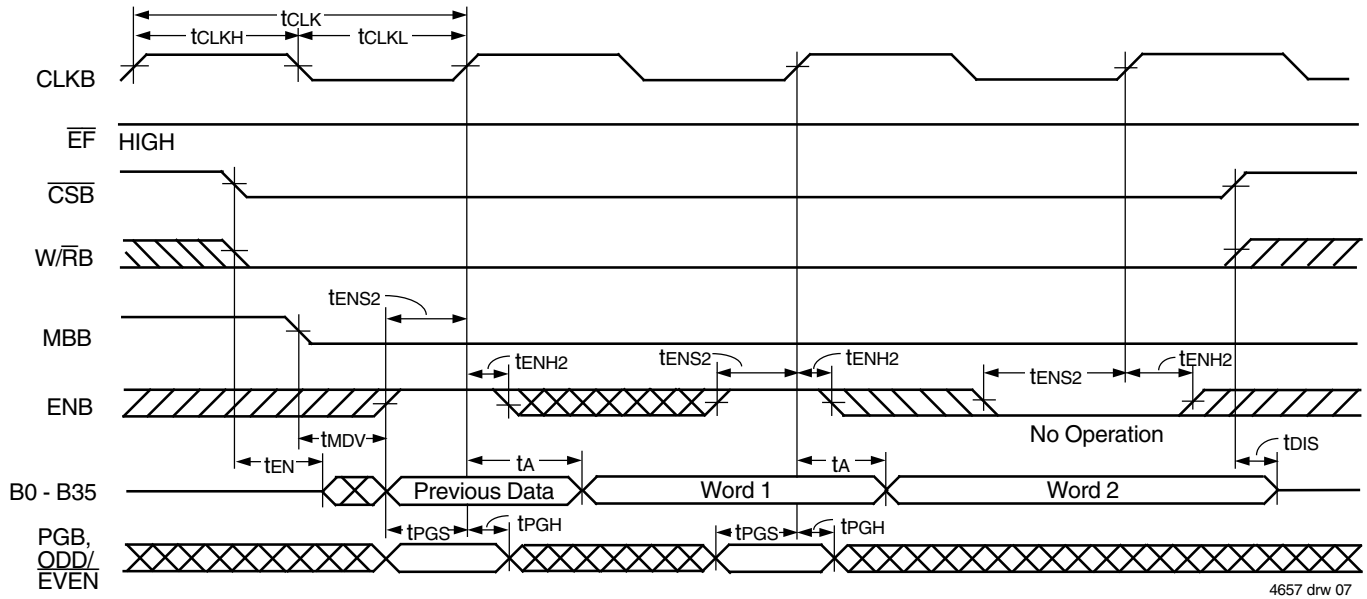 tCLK
tCLKH
tCLKL
CLKB
EF
HIGH
CSB
W/RB
tENS2
MBB
tENH2
tENS2
tENH2
tENS2
tENH2
ENB
No Operation
tMDV
tEN
tA
tA
tDIS
B0 - B35
Previous Data
Word 1
Word 2
tPGS
tPGH
tPGS
tPGH
PGB,
ODD/
EVEN
4657 drw 07